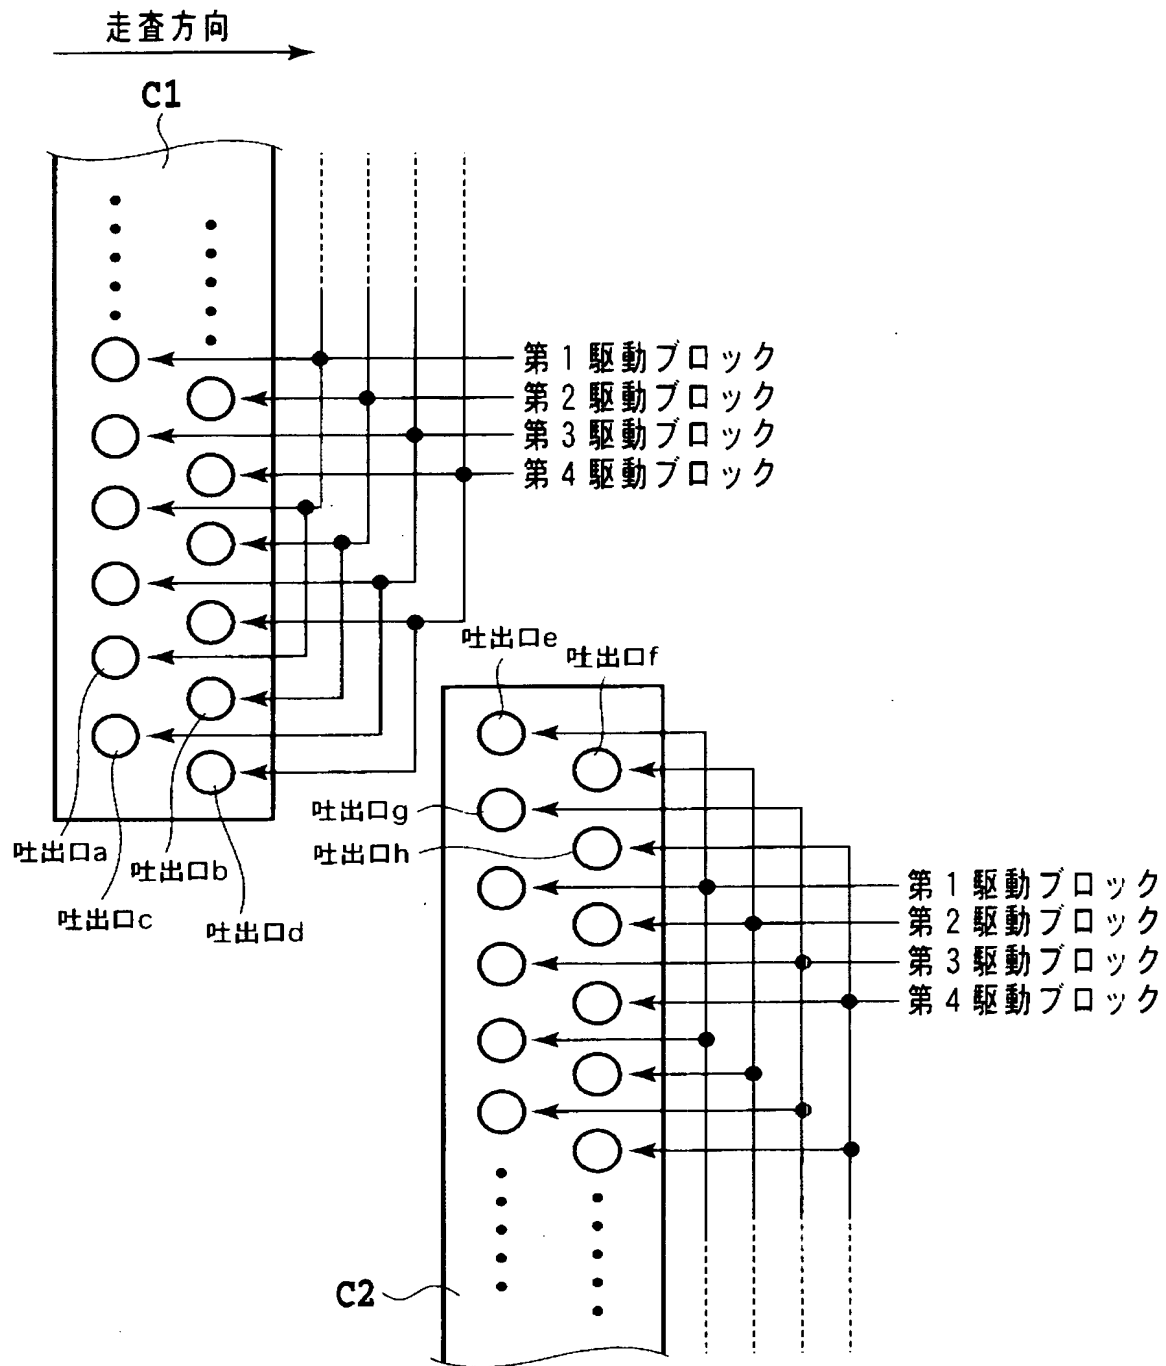 走査方向
C1
第1駆動ブロック
第2駆動ブロック
第3駆動ブロック
第4駆動ブロック
吐出口e
吐出口f
吐出口g
吐出口h
吐出口a
吐出口b
吐出口c
吐出口d
第1駆動ブロック
第2駆動ブロック
第3駆動ブロック
第4駆動ブロック
C2